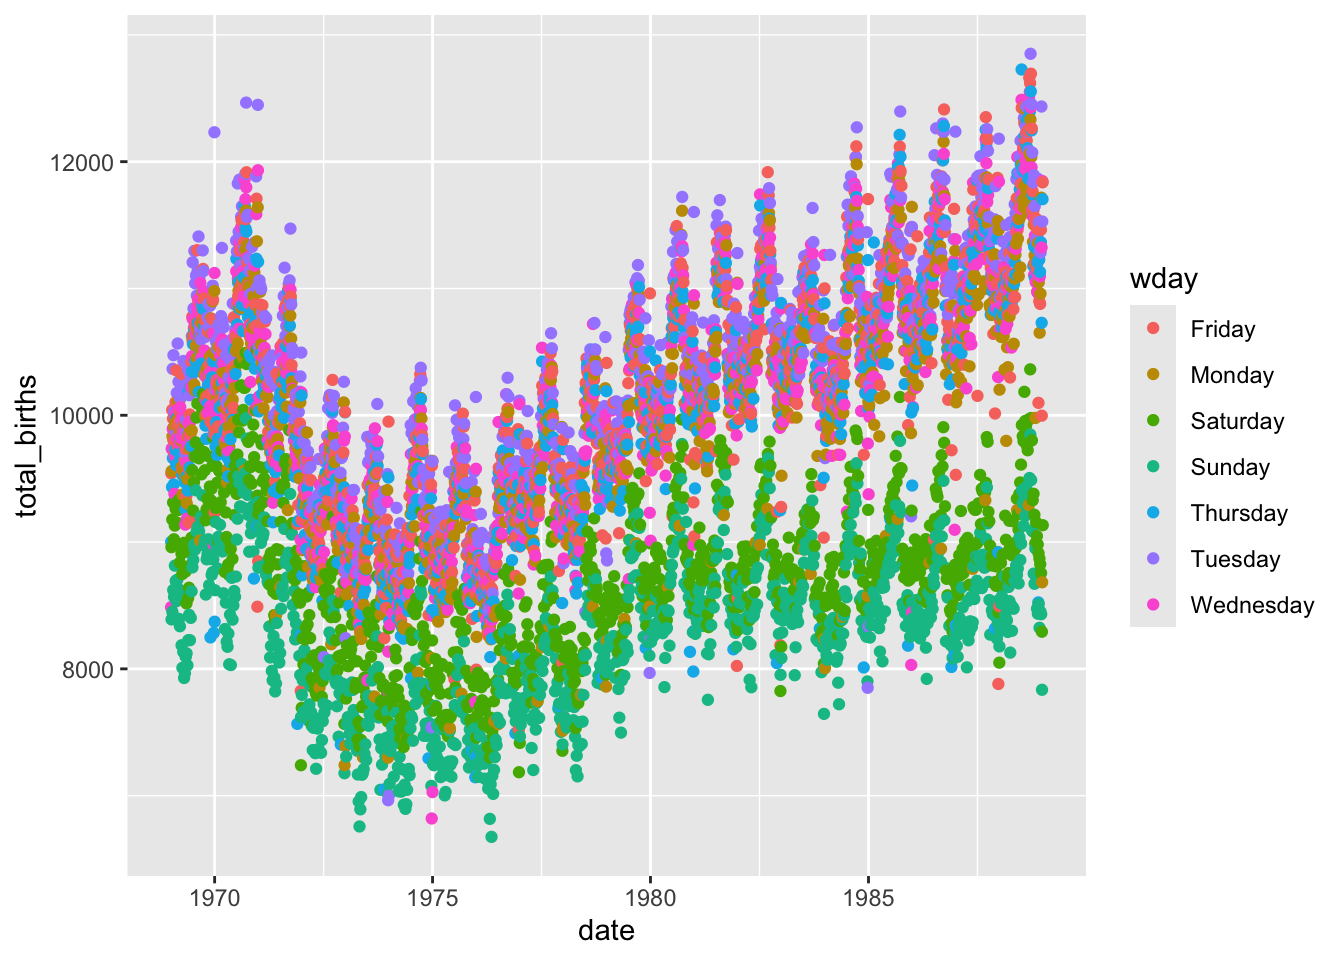 12000
10000
8000
total_births
1970 1975 1980 1985
date
wday
Friday
Monday
Saturday
Sunday
Thursday
Tuesday
Wednesday